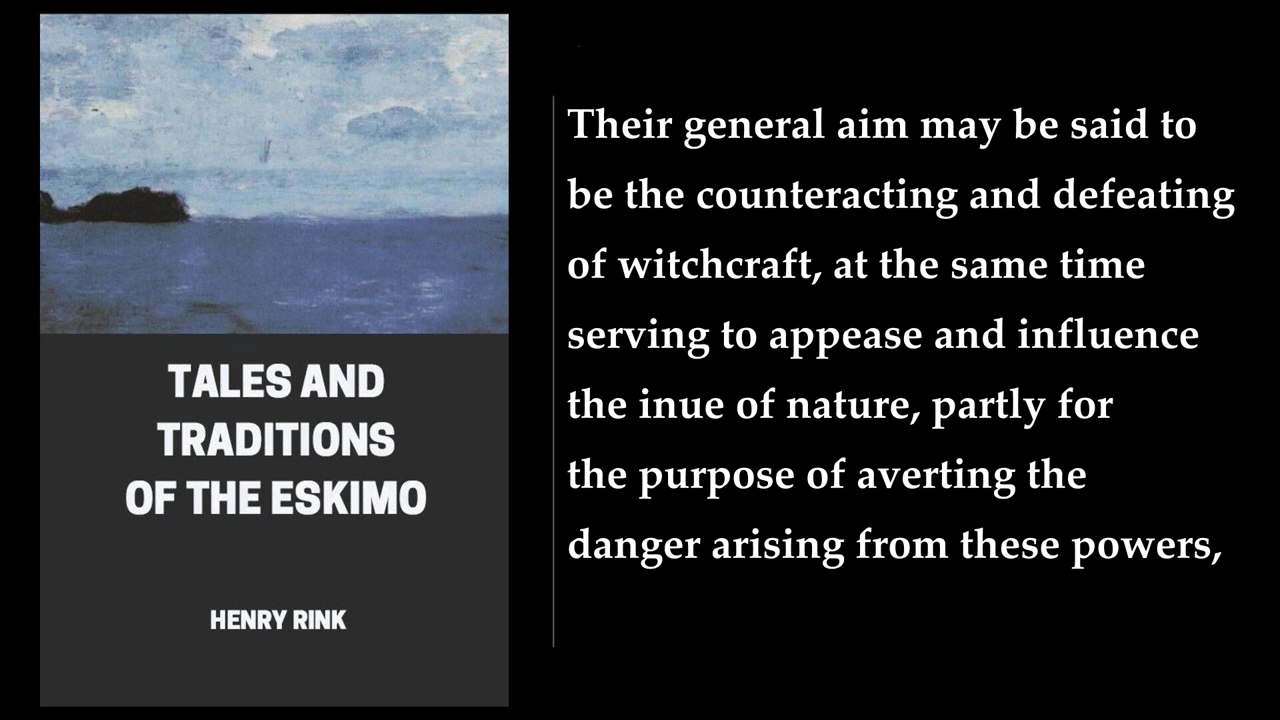 TALES AND
TRADITIONS
OF THE ESKIMO
HENRY RINK
Their general aim may be said to
be the counteracting and defeating
of witchcraft, at the same time
serving to appease and influence
the inue of nature, partly for
the purpose of averting the
danger arising from these powers,